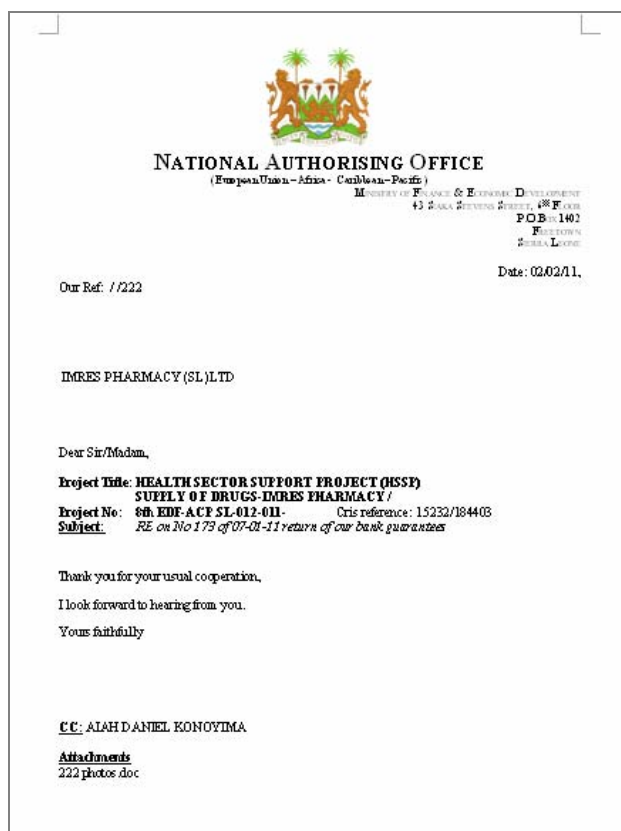 NATIONAL AUTHORISING OFFICE
(European Union – Africa - Caribbean – Pacific)
MINISTRY OF FINANCE & ECONOMIC DEVELOPMENT
43 SIAKA STEVENS STREET, 4TH FLOOR
P.O BOX 1402
FREETOWN
SIERRA LEONE
Date: 02/02/11,
Our Ref: / /222
IMRES PHARMACY (SL)LTD
Dear Sir/Madam,
Project Title: HEALTH SECTOR SUPPORT PROJECT (HSSP)
SUPPLY OF DRUGS-IMRES PHARMACY /
Project No: 8th EDF-ACP SL-012-011- Cris reference: 15232/184403
Subject: RE on No 173 of 07-01-11 return of our bank guarantees
Thank you for your usual cooperation,
I look forward to hearing from you.
Yours faithfully
CC: AIAH DANIEL KONOYIMA
Attachments
222 photos.doc